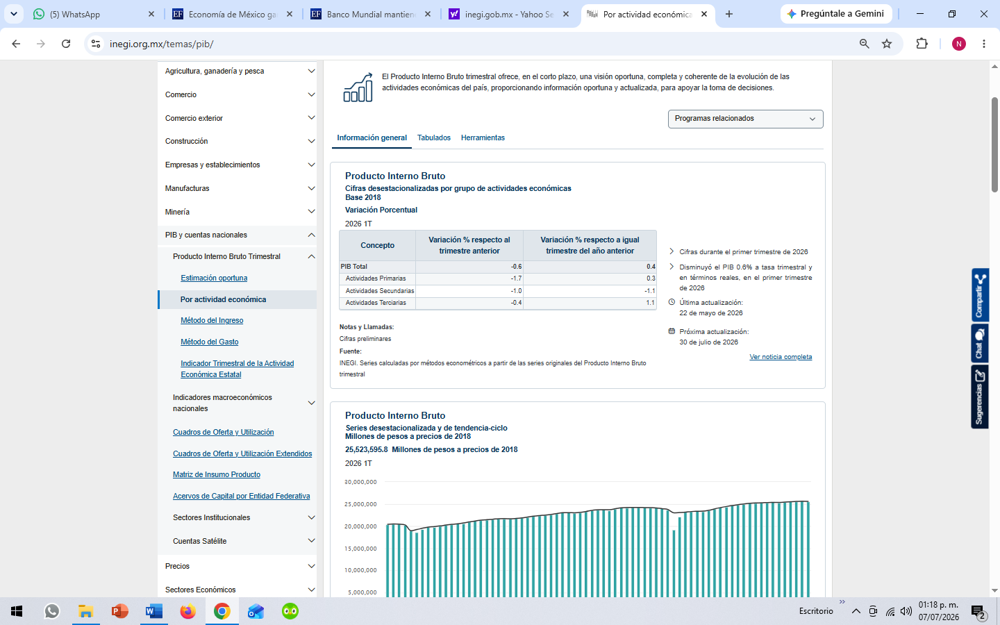 (5) WhatsApp
Economía de México ga
Banco Mundial mantien
inegi.gob.mx - Yahoo Se
Por actividad económica
Pregúntale a Gemini
inegi.org.mx/temas/pib/
N
Agricultura, ganadería y pesca
Comercio
Comercio exterior
Construcción
Empresas y establecimientos
Manufacturas
Minería
PIB y cuentas nacionales
Producto Interno Bruto Trimestral
Estimación oportuna
Por actividad económica
Método del Ingreso
Método del Gasto
Indicador Trimestral de la Actividad
Económica Estatal
Indicadores macroeconómicos
nacionales
Cuadros de Oferta y Utilización
Cuadros de Oferta y Utilización Extendidos
Matriz de Insumo Producto
Acervos de Capital por Entidad Federativa
Sectores Institucionales
Cuentas Satélite
Precios
Sectores Económicos
El Producto Interno Bruto trimestral ofrece, en el corto plazo, una visión oportuna, completa y coherente de la evolución de las
actividades económicas del país, proporcionando información oportuna y actualizada, para apoyar la toma de decisiones.
Programas relacionados
Información general Tabulados Herramientas
Producto Interno Bruto
Cifras desestacionalizadas por grupo de actividades económicas
Base 2018
Variación Porcentual
2026 1T
Concepto
Variación % respecto al
trimestre anterior
Variación % respecto a igual
trimestre del año anterior
PIB Total -0.6 0.4
Actividades Primarias -1.7 0.3
Actividades Secundarias -1.0 -1.1
Actividades Terciarias -0.4 1.1
Notas y Llamadas:
Cifras preliminares
Fuente:
INEGI. Series calculadas por métodos econométricos a partir de las series originales del Producto Interno Bruto
trimestral
Cifras durante el primer trimestre de 2026
Disminuyó el PIB 0.6% a tasa trimestral y
en términos reales, en el primer trimestre
de 2026
Última actualización:
22 de mayo de 2026
Próxima actualización:
30 de julio de 2026
Ver noticia completa
Producto Interno Bruto
Series desestacionalizada y de tendencia-ciclo
Millones de pesos a precios de 2018
25,523,595.8 Millones de pesos a precios de 2018
2026 1T
30,000,000
25,000,000
20,000,000
15,000,000
10,000,000
5,000,000
Compartir
Chat
Sugerencias
Escritorio
01:18 p. m.
07/07/2026
2